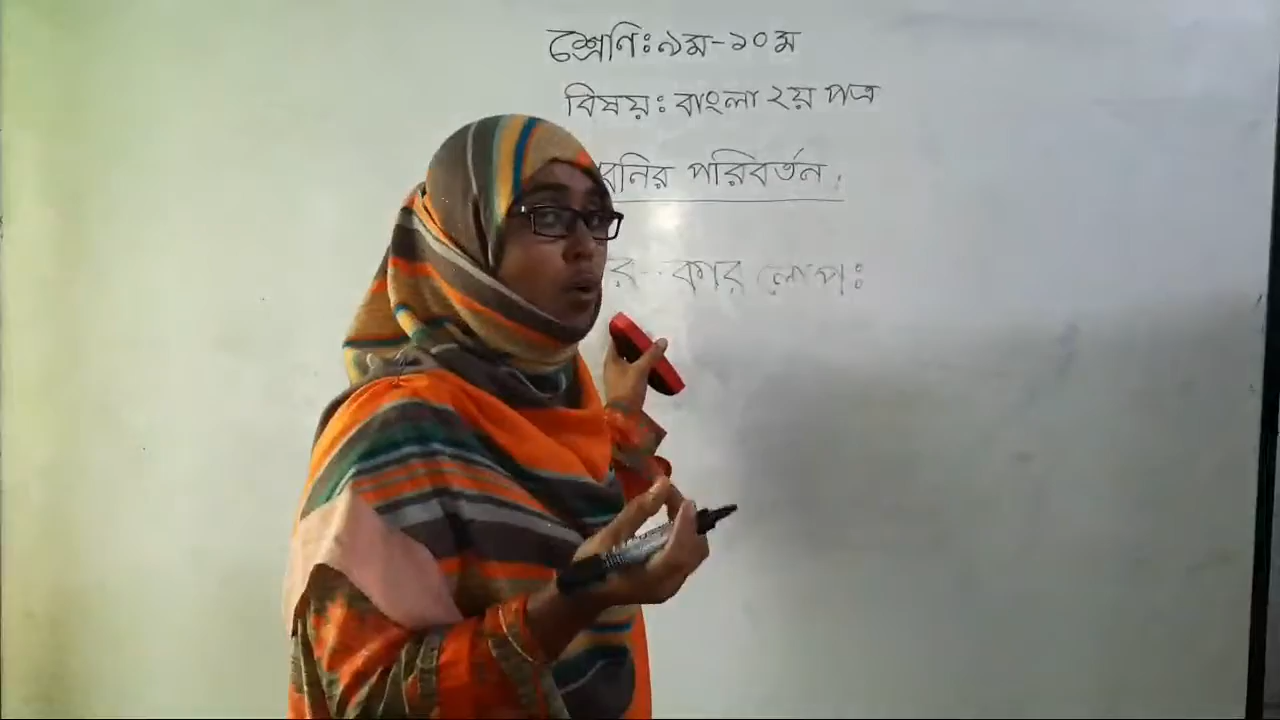 শ্রেণি: ৯ম-১০ম
বিষয়: বাংলা ২য় পত্র
নির পরিবর্তন,
র-কার লোপ: